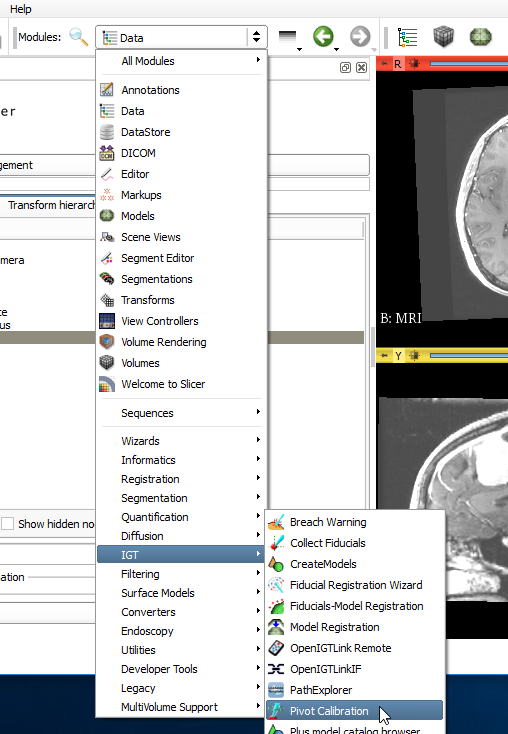 Help
Modules:
Data
All Modules
Annotations
Data
DataStore
DICOM
Editor
Markups
Models
Scene Views
Segment Editor
Segmentations
Transforms
View Controllers
Volume Rendering
Volumes
Welcome to Slicer
Sequences
Wizards
Informatics
Registration
Segmentation
Quantification
Diffusion
IGT
Filtering
Surface Models
Converters
Endoscopy
Utilities
Developer Tools
Legacy
MultiVolume Support
Breach Warning
Collect Fiducials
CreateModels
Fiducial Registration Wizard
Fiducials-Model Registration
Model Registration
OpenIGTLink Remote
OpenIGTLinkIF
PathExplorer
Pivot Calibration
Plus model catalog browser
er
gement
Transform hierarch
mera
te
us
Show hidden no
ation
R
B: MRI
Y